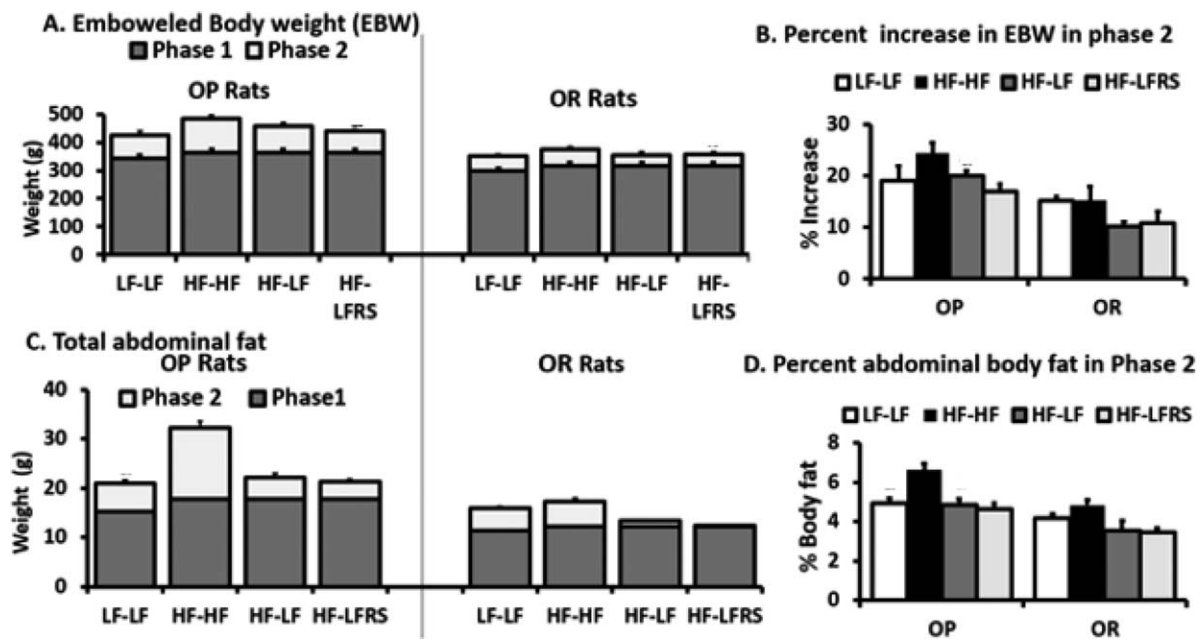 A. Emboweled Body weight (EBW)
Phase 1 Phase 2
OP Rats
OR Rats
Weight (g)
500
400
300
200
100
0
LF-LF HF-HF HF-LF HF-LFRS
LF-LF HF-HF HF-LF HF-LFRS
B. Percent increase in EBW in phase 2
LF-LF HF-HF HF-LF HF-LFRS
% Increase
30
20
10
0
OP OR
C. Total abdominal fat
OP Rats
OR Rats
Phase 2 Phase1
Weight (g)
40
30
20
10
0
LF-LF HF-HF HF-LF HF-LFRS
LF-LF HF-HF HF-LF HF-LFRS
D. Percent abdominal body fat in Phase 2
LF-LF HF-HF HF-LF HF-LFRS
% Body fat
8
6
4
2
0
OP OR